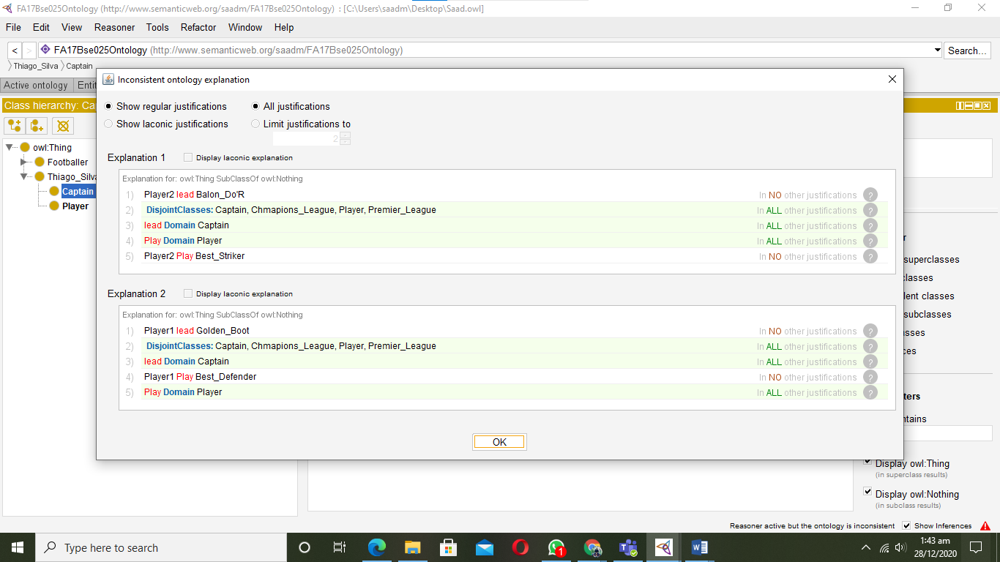 FA17Bse025Ontology (http://www.semanticweb.org/saadm/FA17Bse025Ontology) : [C:\Users\saadm\Desktop\Saad.owl]
File Edit View Reasoner Tools Refactor Window Help
< > FA17Bse025Ontology (http://www.semanticweb.org/saadm/FA17Bse025Ontology) Search...
Thiago_Silva Captain
Active ontology Entit
Inconsistent ontology explanation
Class hierarchy: Ca
Show regular justifications All justifications
Show laconic justifications Limit justifications to
2
owl:Thing
Footballer
Thiago_Silva
Captain
Player
Explanation 1 Display laconic explanation
Explanation for: owl:Thing SubClassOf owl:Nothing
1) Player2 lead Balon_Do'R In NO other justifications ?
2) DisjointClasses: Captain, Chmapions_League, Player, Premier_League In ALL other justifications ?
3) lead Domain Captain In ALL other justifications ?
4) Play Domain Player In ALL other justifications ?
5) Player2 Play Best_Striker In NO other justifications ?
Explanation 2 Display laconic explanation
Explanation for: owl:Thing SubClassOf owl:Nothing
1) Player1 lead Golden_Boot In NO other justifications ?
2) DisjointClasses: Captain, Chmapions_League, Player, Premier_League In ALL other justifications ?
3) lead Domain Captain In ALL other justifications ?
4) Player1 Play Best_Defender In NO other justifications ?
5) Play Domain Player In ALL other justifications ?
OK
r
superclasses
lasses
lent classes
subclasses
sses
ces
ters
ntains
Display owl:Thing
(in superclass results)
Display owl:Nothing
(in subclass results)
Reasoner active but the ontology is inconsistent Show Inferences
Type here to search
1
1:43 am
28/12/2020